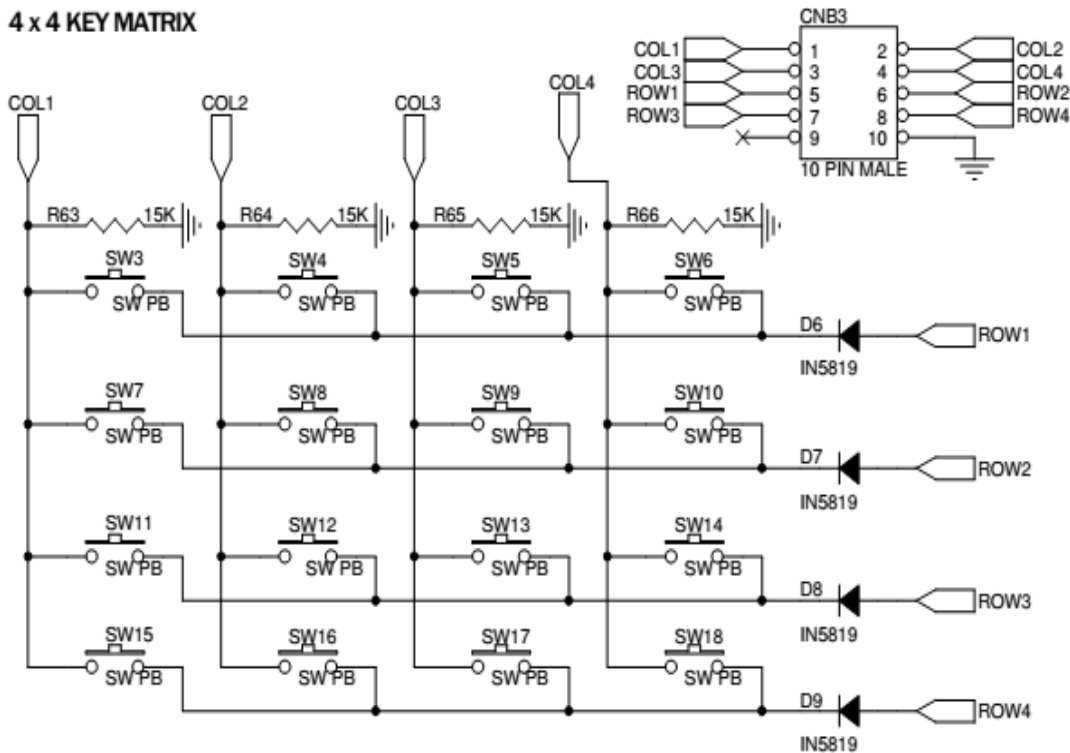 4 x 4 KEY MATRIX
CNB3
COL1 1 2 COL2
COL3 3 4 COL4
ROW1 5 6 ROW2
ROW3 7 8 ROW4
9 10
10 PIN MALE
COL1 COL2 COL3 COL4
R63 15K R64 15K R65 15K R66 15K
SW3 SW4 SW5 SW6
SW PB SW PB SW PB SW PB
D6 ROW1
IN5819
SW7 SW8 SW9 SW10
SW PB SW PB SW PB SW PB
D7 ROW2
IN5819
SW11 SW12 SW13 SW14
SW PB SW PB SW PB SW PB
D8 ROW3
IN5819
SW15 SW16 SW17 SW18
SW PB SW PB SW PB SW PB
D9 ROW4
IN5819